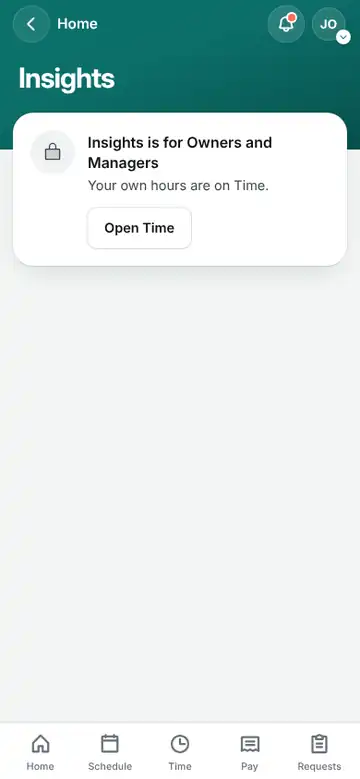 Home
JO
Insights
Insights is for Owners and
Managers
Your own hours are on Time.
Open Time
Home
Schedule
Time
Pay
Requests